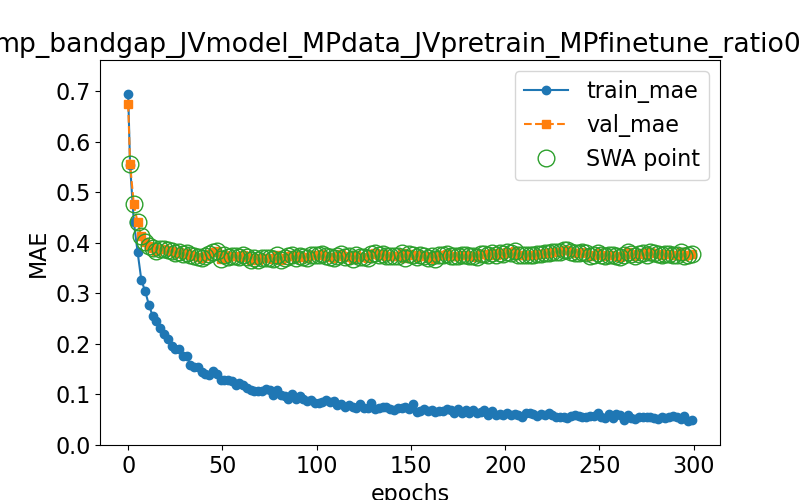 mp_bandgap_JVmodel_MPdata_JVpretrain_MPfinetune_ratio0
train_mae
val_mae
SWA point
MAE
0.7
0.6
0.5
0.4
0.3
0.2
0.1
0.0
0 50 100 150 200 250 300
epochs